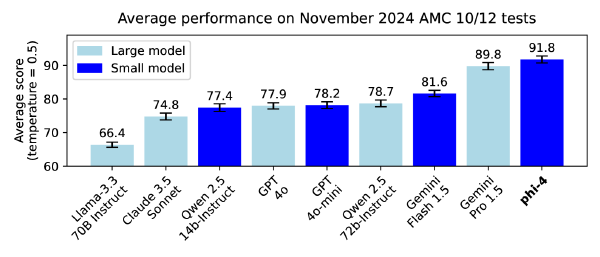 Average performance on November 2024 AMC 10/12 tests
Average score
(temperature = 0.5)
90
80
70
60
Large model
Small model
66.4
74.8
77.4
77.9
78.2
78.7
81.6
89.8
91.8
Llama-3.3
70B Instruct
Claude 3.5
Sonnet
Qwen 2.5
14b-Instruct
GPT
4o
GPT
4o-mini
Qwen 2.5
72b-Instruct
Gemini
Flash 1.5
Gemini
Pro 1.5
phi-4